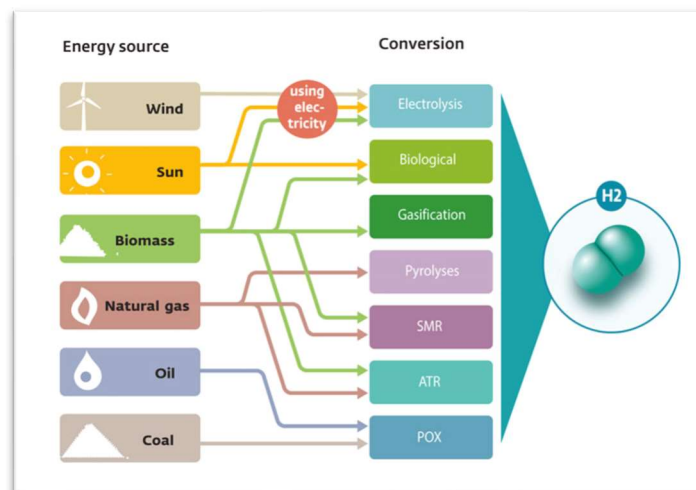 Energy source
Conversion
Wind
Sun
Biomass
Natural gas
Oil
Coal
using
elec-
tricity
Electrolysis
Biological
Gasification
Pyrolyses
SMR
ATR
POX
H2